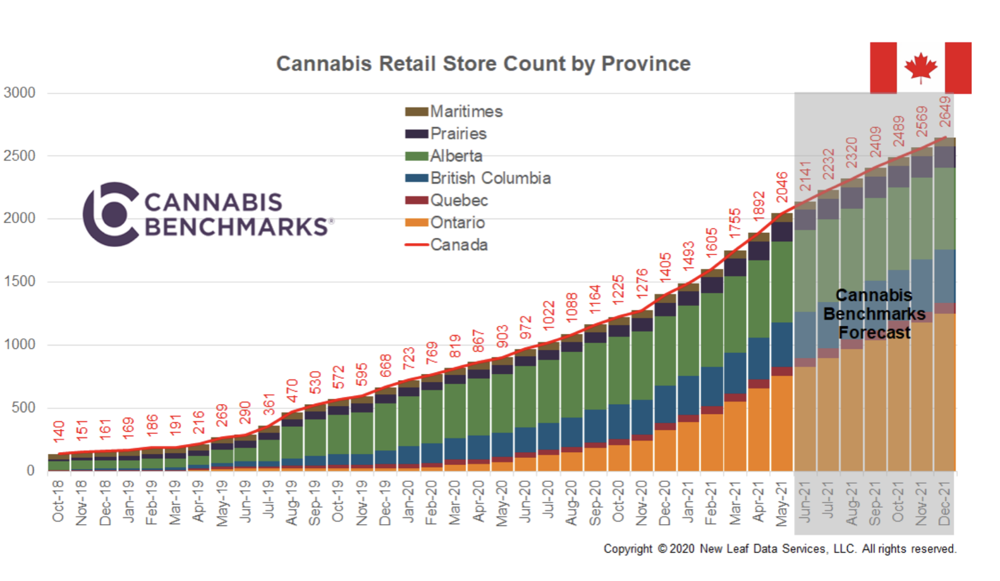 Cannabis Retail Store Count by Province
3000
2500
2000
1500
1000
500
0
Maritimes
Prairies
Alberta
British Columbia
Quebec
Ontario
Canada
CANNABIS
BENCHMARKS®
140
151
161
169
186
191
216
269
290
361
470
530
572
595
668
723
769
819
867
903
972
1022
1088
1164
1225
1276
1405
1493
1605
1755
1892
2046
2141
2232
2320
2409
2489
2569
2649
Cannabis
Benchmarks
Forecast
Oct-18
Nov-18
Dec-18
Jan-19
Feb-19
Mar-19
Apr-19
May-19
Jun-19
Jul-19
Aug-19
Sep-19
Oct-19
Nov-19
Dec-19
Jan-20
Feb-20
Mar-20
Apr-20
May-20
Jun-20
Jul-20
Aug-20
Sep-20
Oct-20
Nov-20
Dec-20
Jan-21
Feb-21
Mar-21
Apr-21
May-21
Jun-21
Jul-21
Aug-21
Sep-21
Oct-21
Nov-21
Dec-21
Copyright © 2020 New Leaf Data Services, LLC. All rights reserved.